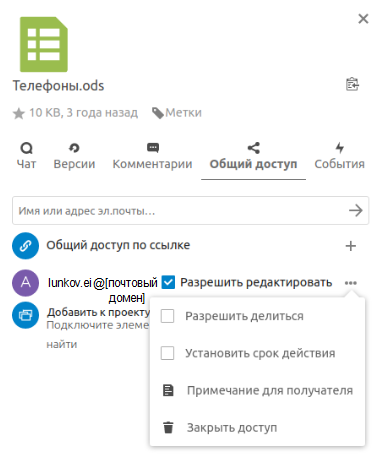 Телефоны.ods
10 KB, 3 года назад Метки
Чат Версии Комментарии Общий доступ События
Имя или адрес эл.почты...
Общий доступ по ссылке
A lunkov.ei@[почтовый Разрешить редактировать
домен]
Добавить к проекту
Подключите элеме
найти
Разрешить делиться
Установить срок действия
Примечание для получателя
Закрыть доступ